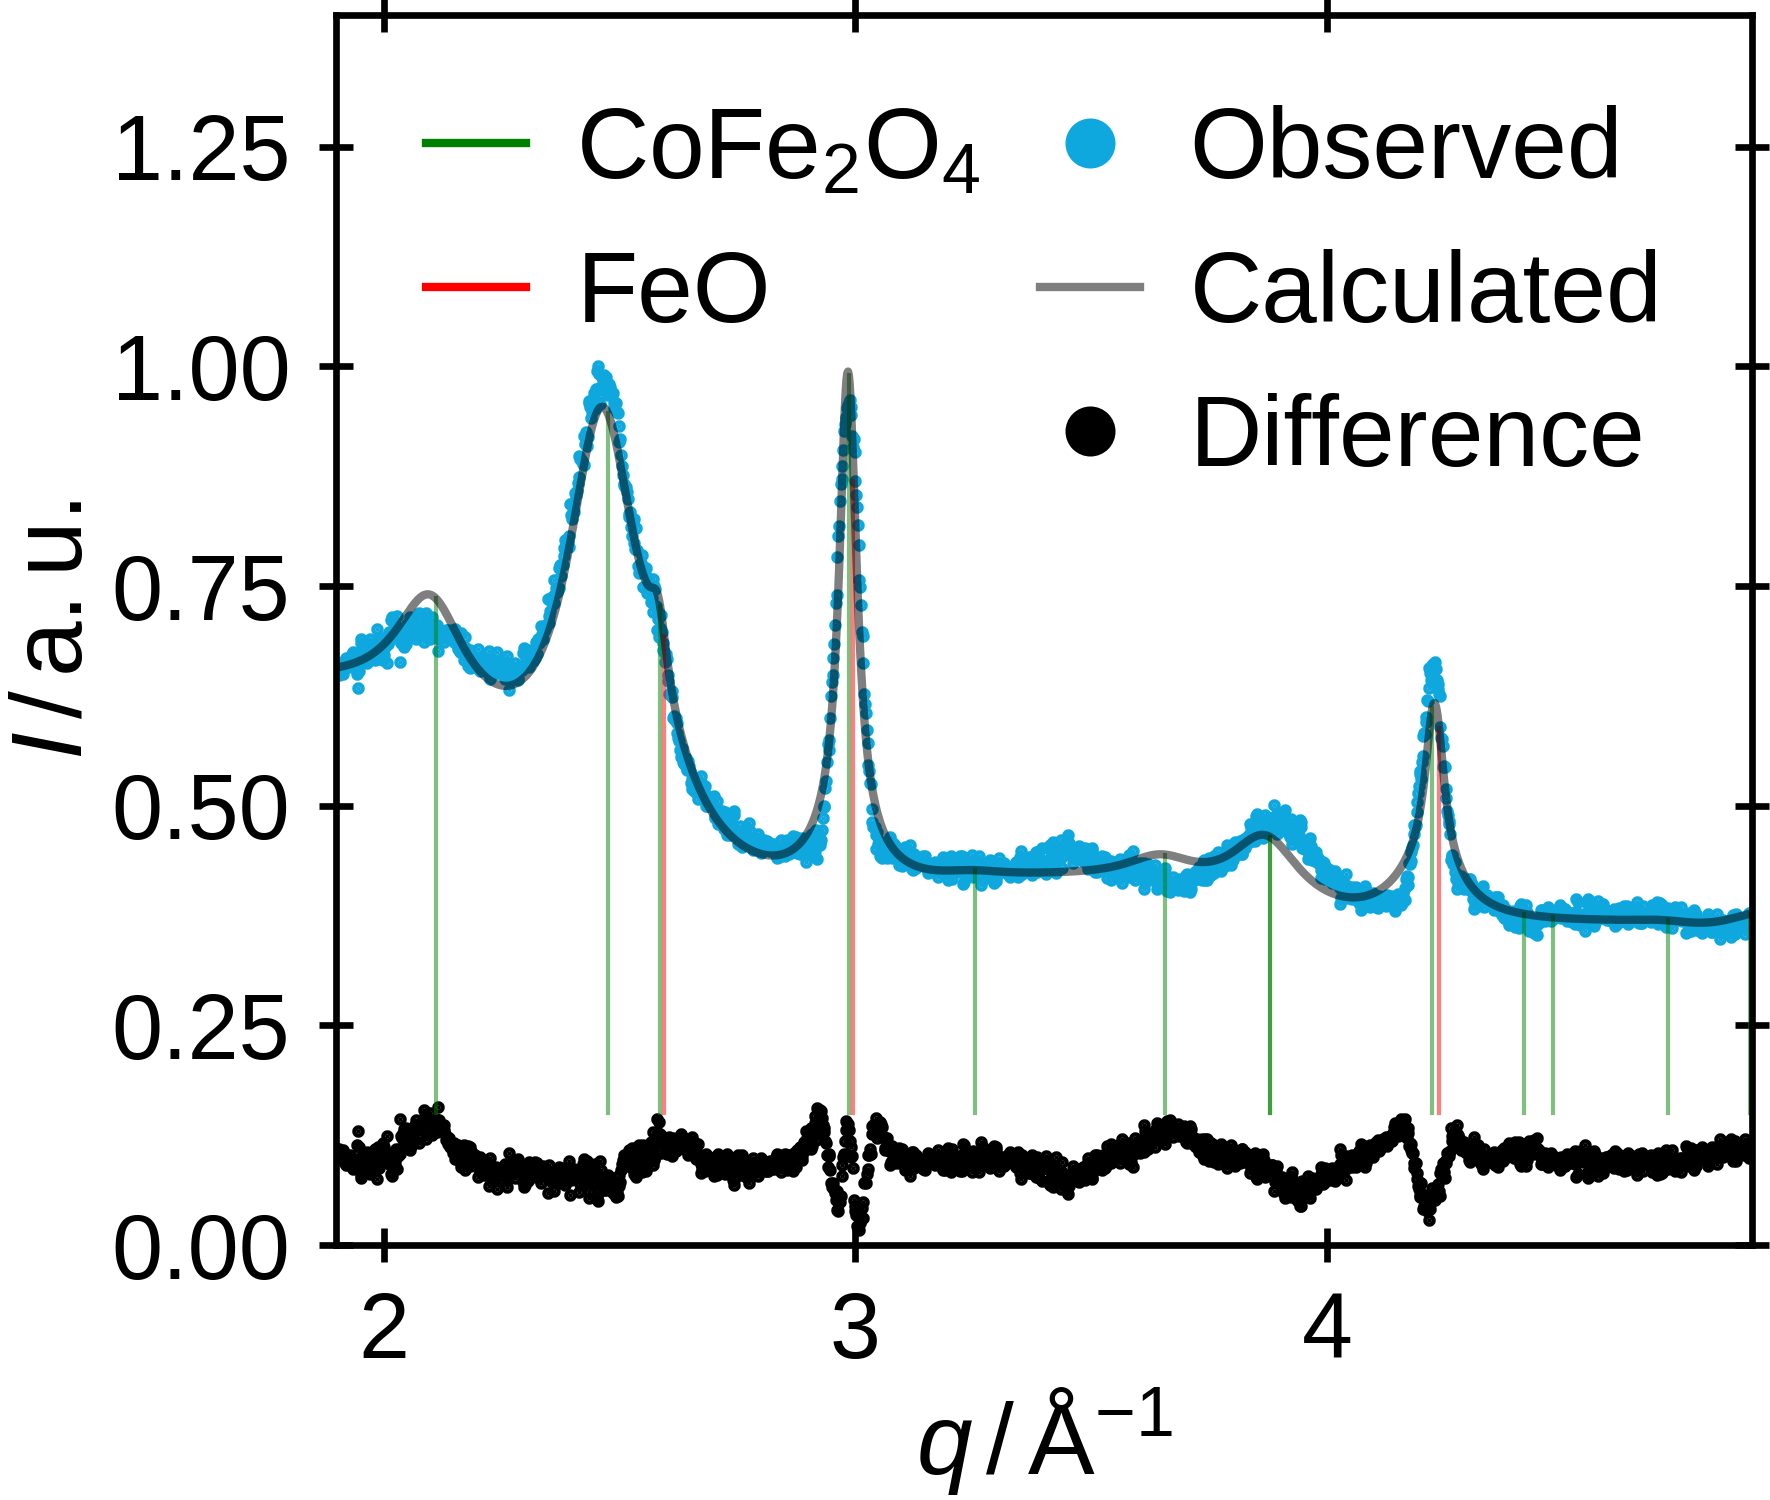 CoFe₂O₄
FeO
Observed
Calculated
Difference
1.25
1.00
0.75
0.50
0.25
0.00
I / a. u.
2 3 4
q / Å⁻¹